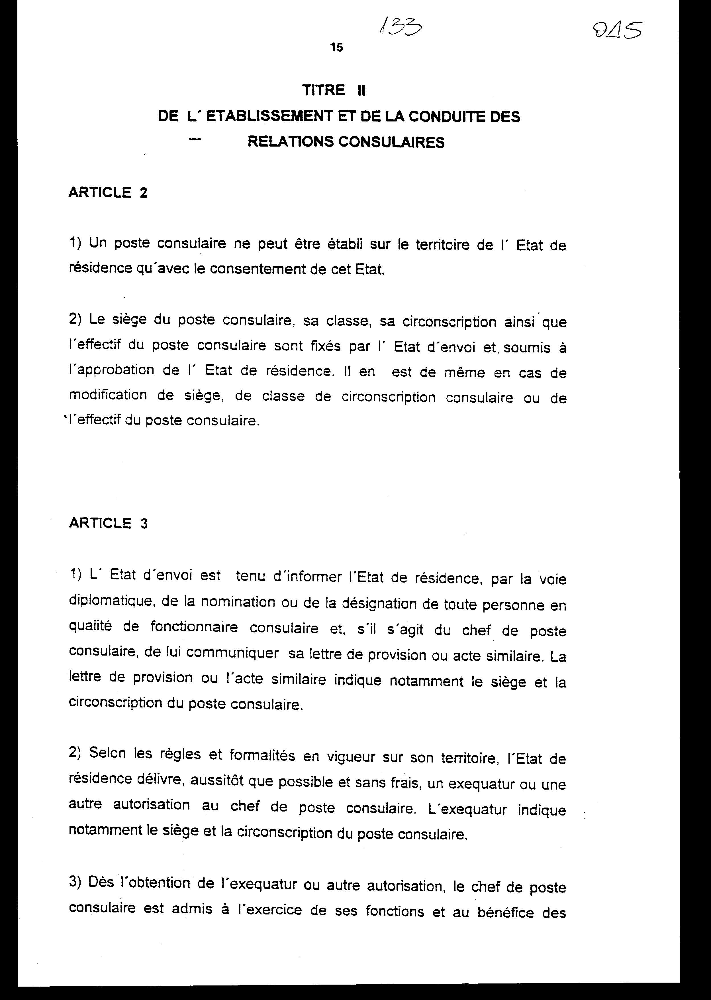 133
015
15
TITRE II
DE L´ ETABLISSEMENT ET DE LA CONDUITE DES
RELATIONS CONSULAIRES
ARTICLE 2
1) Un poste consulaire ne peut être établi sur le territoire de l´ Etat de
résidence qu´avec le consentement de cet Etat.
2) Le siège du poste consulaire, sa classe, sa circonscription ainsi que
l´effectif du poste consulaire sont fixés par l´ Etat d´envoi et soumis à
l´approbation de l´ Etat de résidence. Il en est de même en cas de
modification de siège, de classe de circonscription consulaire ou de
l´effectif du poste consulaire.
ARTICLE 3
1) L´ Etat d´envoi est tenu d´informer l´Etat de résidence, par la voie
diplomatique, de la nomination ou de la désignation de toute personne en
qualité de fonctionnaire consulaire et, s´il s´agit du chef de poste
consulaire, de lui communiquer sa lettre de provision ou acte similaire. La
lettre de provision ou l´acte similaire indique notamment le siège et la
circonscription du poste consulaire.
2) Selon les règles et formalités en vigueur sur son territoire, l´Etat de
résidence délivre, aussitôt que possible et sans frais, un exequatur ou une
autre autorisation au chef de poste consulaire. L´exequatur indique
notamment le siège et la circonscription du poste consulaire.
3) Dès l´obtention de l´exequatur ou autre autorisation, le chef de poste
consulaire est admis à l´exercice de ses fonctions et au bénéfice des